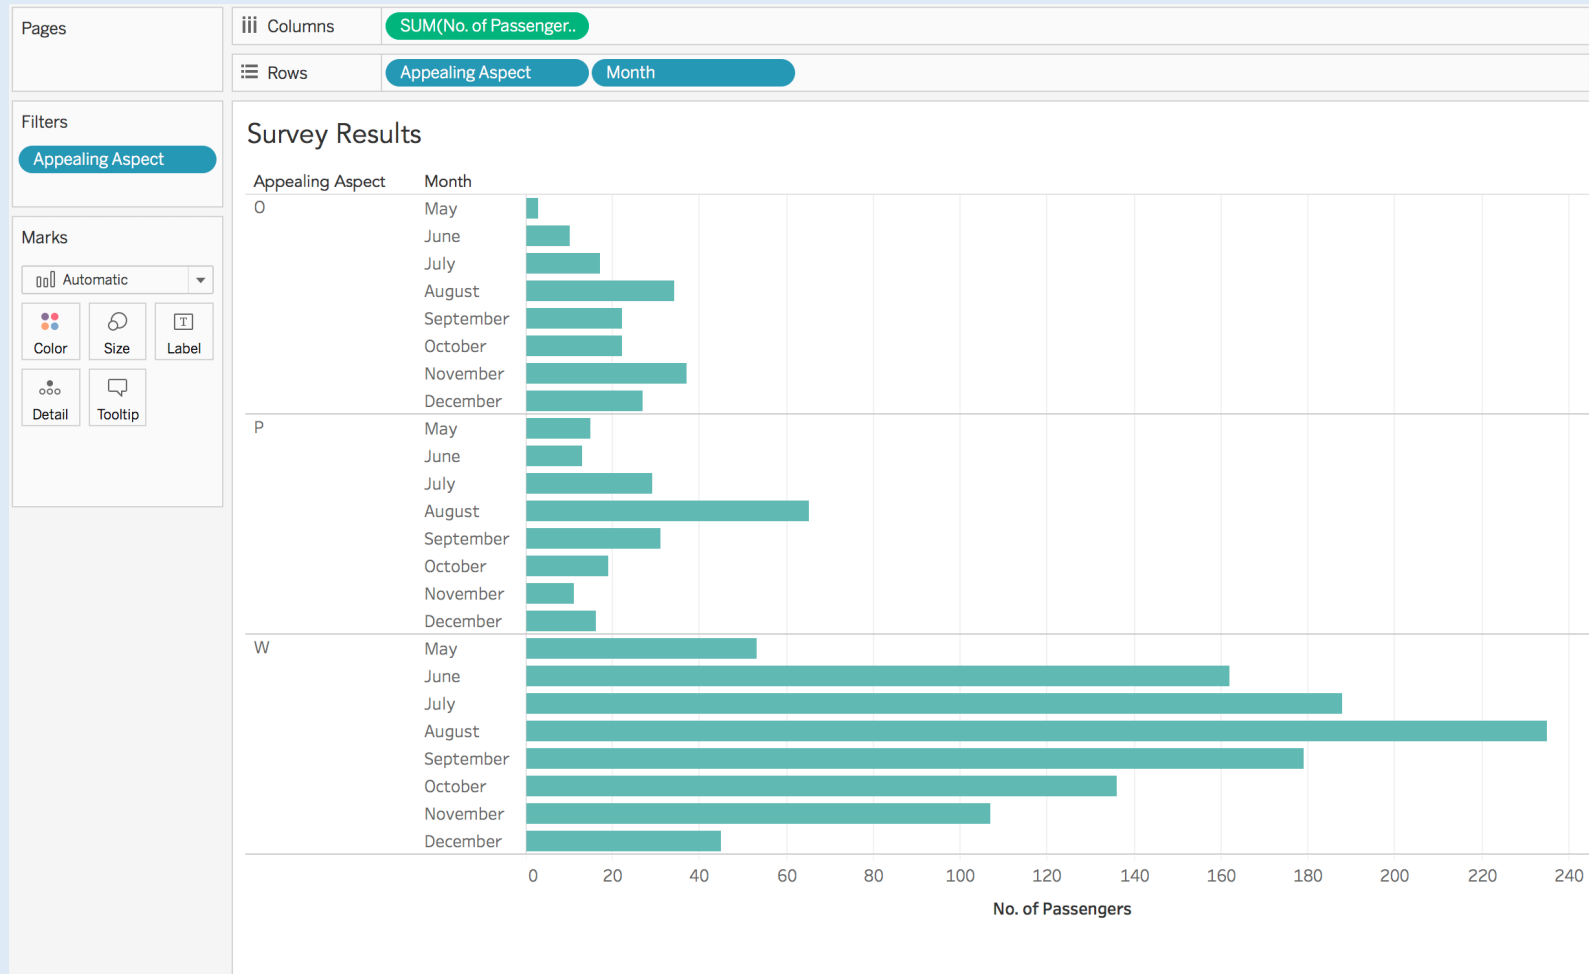 Pages
Columns
SUM(No. of Passenger..
Rows
Appealing Aspect Month
Filters
Appealing Aspect
Marks
Automatic
Color Size Label
Detail Tooltip
Survey Results
Appealing Aspect Month
O May
June
July
August
September
October
November
December
P May
June
July
August
September
October
November
December
W May
June
July
August
September
October
November
December
0 20 40 60 80 100 120 140 160 180 200 220 240
No. of Passengers